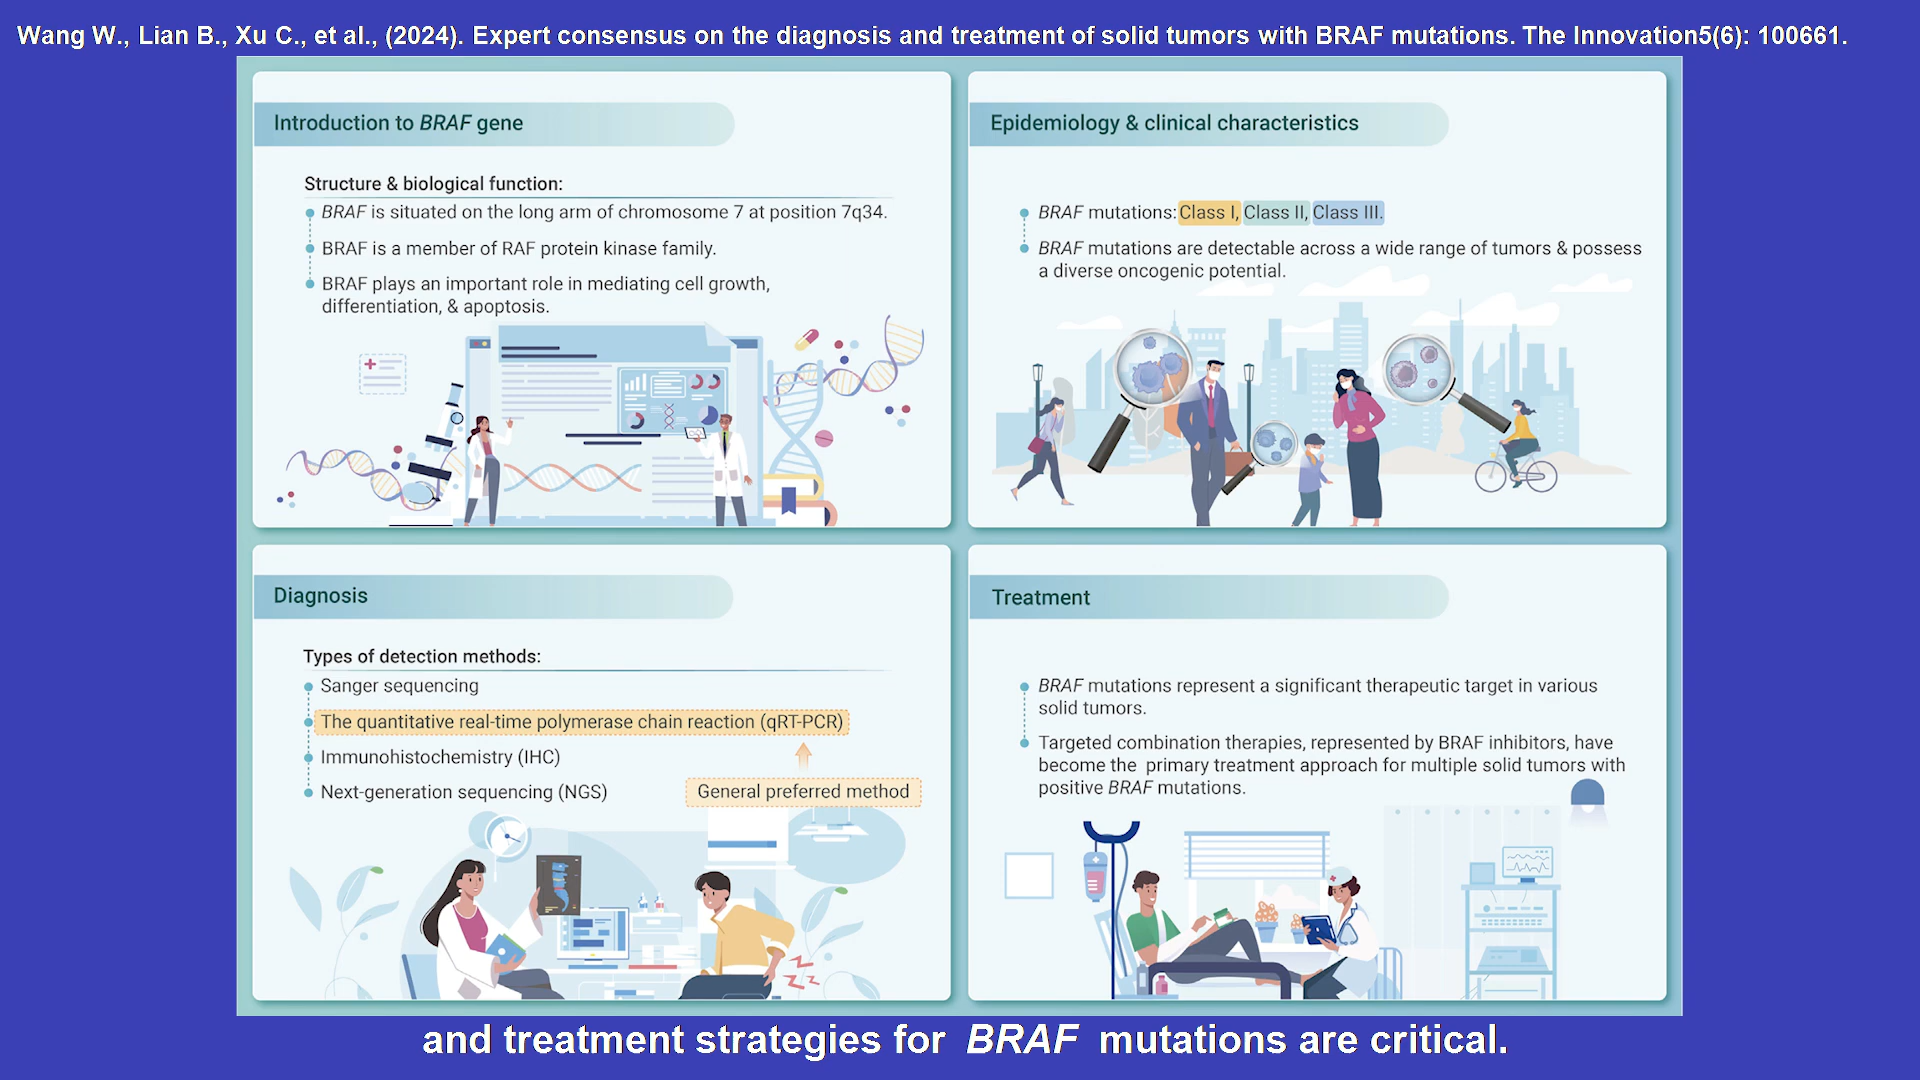 Wang W., Lian B., Xu C., et al., (2024). Expert consensus on the diagnosis and treatment of solid tumors with BRAF mutations. The Innovation5(6): 100661.
Introduction to BRAF gene
Structure & biological function:
BRAF is situated on the long arm of chromosome 7 at position 7q34.
BRAF is a member of RAF protein kinase family.
BRAF plays an important role in mediating cell growth,
differentiation, & apoptosis.
Epidemiology & clinical characteristics
BRAF mutations: Class I, Class II, Class III.
BRAF mutations are detectable across a wide range of tumors & possess
a diverse oncogenic potential.
Diagnosis
Types of detection methods:
Sanger sequencing
The quantitative real-time polymerase chain reaction (qRT-PCR)
Immunohistochemistry (IHC)
Next-generation sequencing (NGS)
General preferred method
Treatment
BRAF mutations represent a significant therapeutic target in various
solid tumors.
Targeted combination therapies, represented by BRAF inhibitors, have
become the primary treatment approach for multiple solid tumors with
positive BRAF mutations.
and treatment strategies for BRAF mutations are critical.